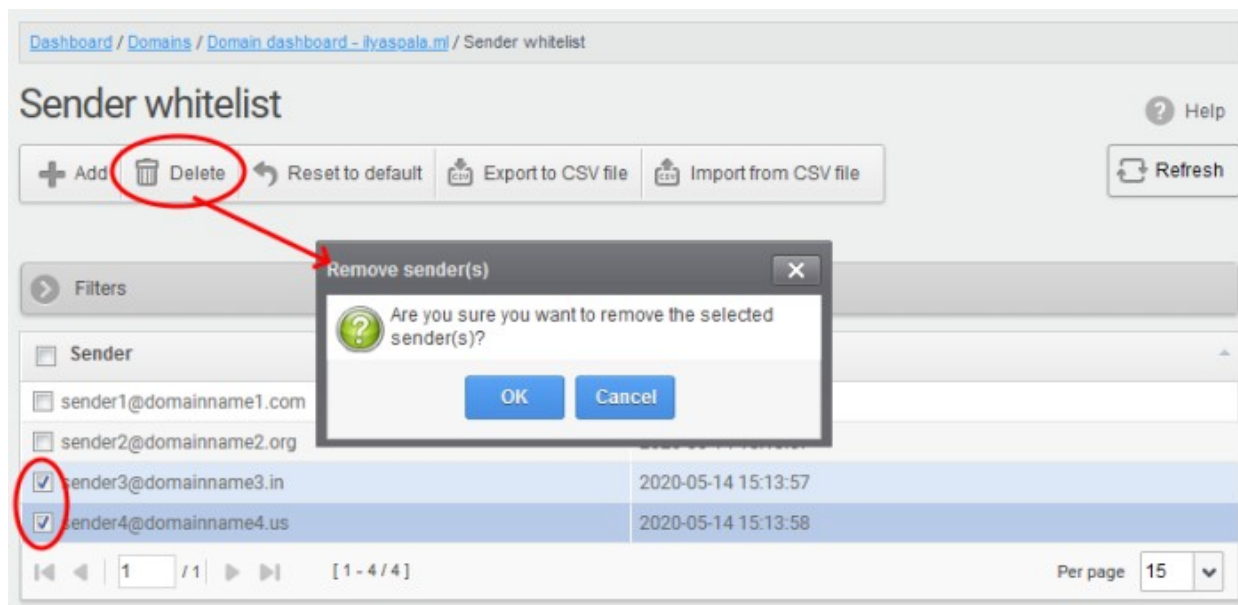 Dashboard / Domains / Domain dashboard - ilyaspala.ml / Sender whitelist
Sender whitelist
Help
Add Delete Reset to default Export to CSV file Import from CSV file Refresh
Remove sender(s)
Filters
Are you sure you want to remove the selected
sender(s)?
Sender
OK Cancel
sender1@domainname1.com
sender2@domainname2.org
sender3@domainname3.in 2020-05-14 15:13:57
sender4@domainname4.us 2020-05-14 15:13:58
1 /1 [ 1 - 4 / 4 ] Per page 15